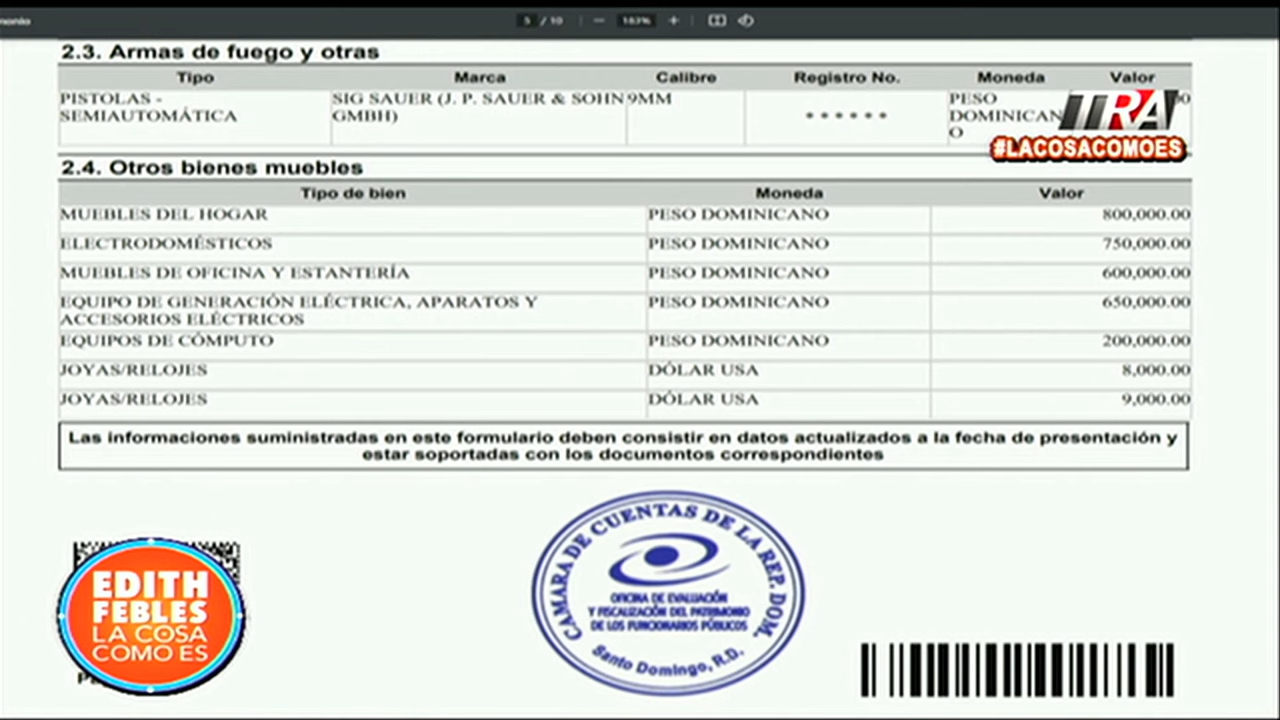 monio
5 / 10 — 183% +
2.3. Armas de fuego y otras
Tipo Marca Calibre Registro No. Moneda Valor
PISTOLAS - SEMIAUTOMÁTICA SIG SAUER (J. P. SAUER & SOHN GMBH) 9MM ****** PESO DOMINICANO
TRA
#LACOSACOMOES
2.4. Otros bienes muebles
Tipo de bien Moneda Valor
MUEBLES DEL HOGAR PESO DOMINICANO 800,000.00
ELECTRODOMÉSTICOS PESO DOMINICANO 750,000.00
MUEBLES DE OFICINA Y ESTANTERÍA PESO DOMINICANO 600,000.00
EQUIPO DE GENERACIÓN ELÉCTRICA, APARATOS Y ACCESORIOS ELÉCTRICOS PESO DOMINICANO 650,000.00
EQUIPOS DE CÓMPUTO PESO DOMINICANO 200,000.00
JOYAS/RELOJES DÓLAR USA 8,000.00
JOYAS/RELOJES DÓLAR USA 9,000.00
Las informaciones suministradas en este formulario deben consistir en datos actualizados a la fecha de presentación y
estar soportadas con los documentos correspondientes
CAMARA DE CUENTAS DE LA REP. DOM.
OFICINA DE EVALUACIÓN
Y FISCALIZACIÓN DEL PATRIMONIO
DE LOS FUNCIONARIOS PÚBLICOS
Santo Domingo, R.D.
EDITH
FEBLES
LA COSA
COMO ES